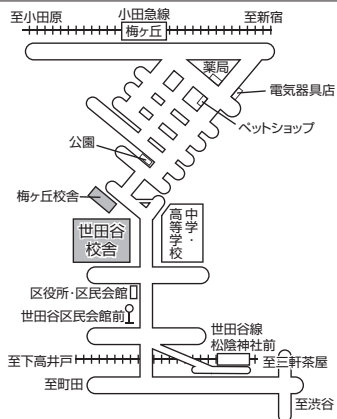 至小田原
小田急線
至新宿
梅ヶ丘
薬局
電気器具店
ペットショップ
公園
梅ヶ丘校舎
世田谷
校舎
中学・
高等学校
区役所・区民会館
世田谷区民会館前
世田谷線
松陰神社前
至下高井戸
至三軒茶屋
至町田
至渋谷